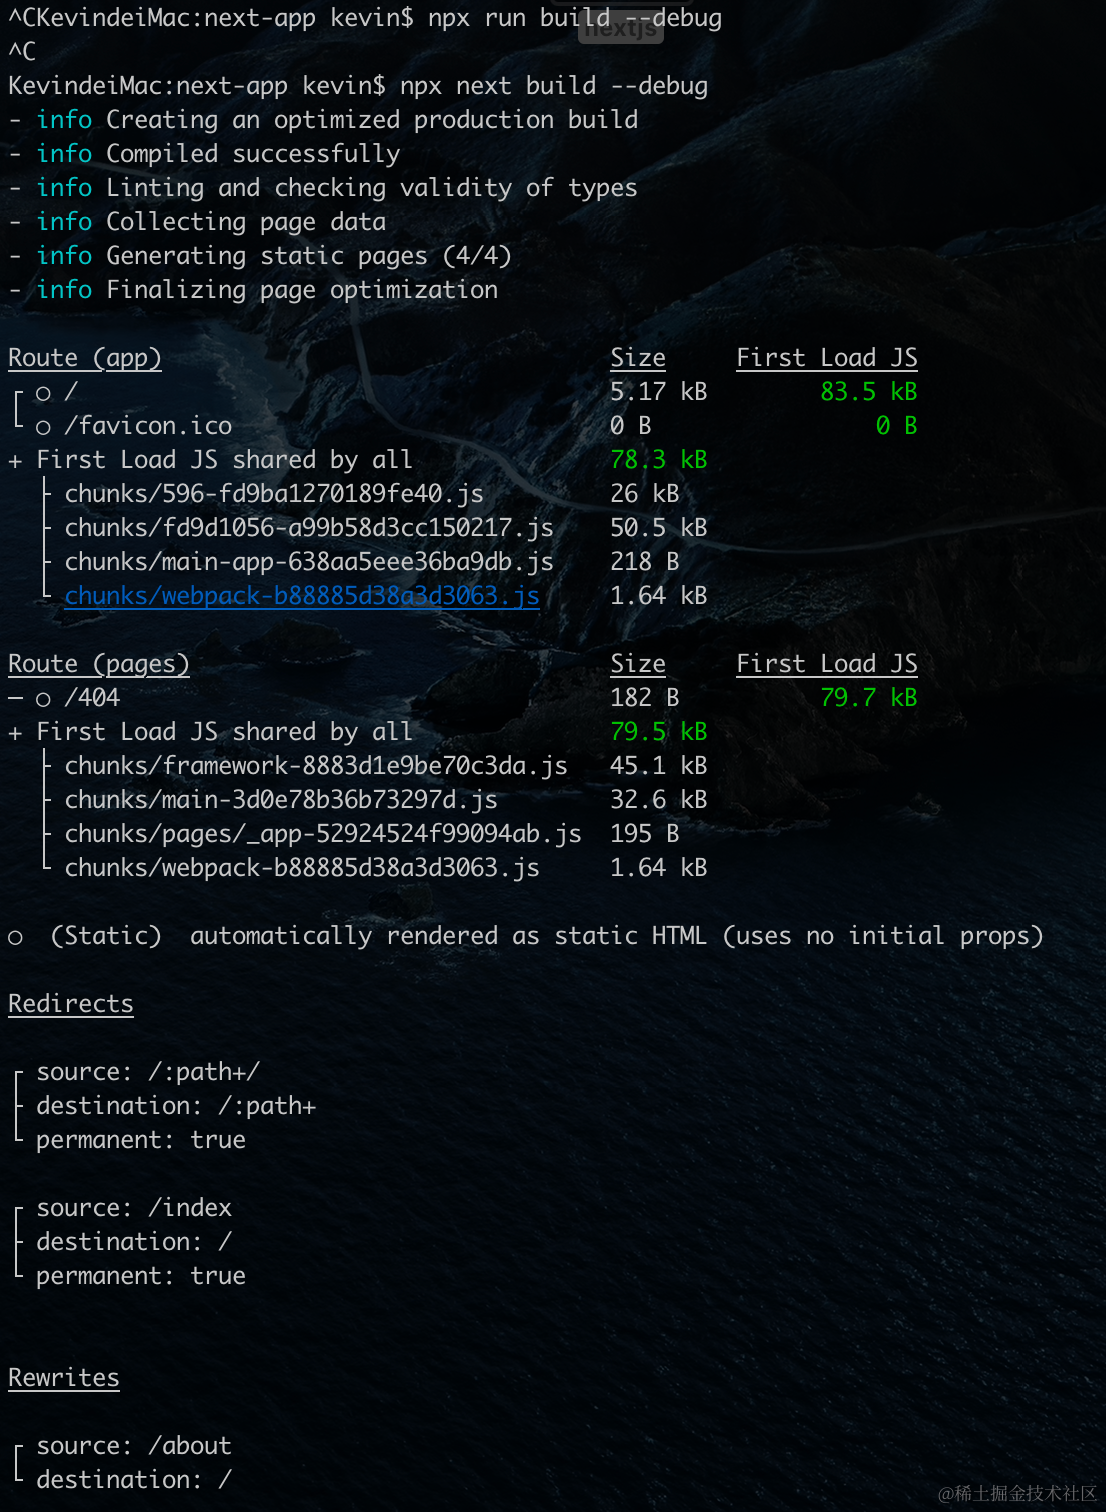 ^CKevindeiMac:next-app kevin$ npx run build --debug
nextjs
^C
KevindeiMac:next-app kevin$ npx next build --debug
- info Creating an optimized production build
- info Compiled successfully
- info Linting and checking validity of types
- info Collecting page data
- info Generating static pages (4/4)
- info Finalizing page optimization
Route (app) Size First Load JS
┌ ○ / 5.17 kB 83.5 kB
└ ○ /favicon.ico 0 B 0 B
+ First Load JS shared by all 78.3 kB
├ chunks/596-fd9ba1270189fe40.js 26 kB
├ chunks/fd9d1056-a99b58d3cc150217.js 50.5 kB
├ chunks/main-app-638aa5eee36ba9db.js 218 B
└ chunks/webpack-b88885d38a3d3063.js 1.64 kB
Route (pages) Size First Load JS
─ ○ /404 182 B 79.7 kB
+ First Load JS shared by all 79.5 kB
├ chunks/framework-8883d1e9be70c3da.js 45.1 kB
├ chunks/main-3d0e78b36b73297d.js 32.6 kB
├ chunks/pages/_app-52924524f99094ab.js 195 B
└ chunks/webpack-b88885d38a3d3063.js 1.64 kB
○ (Static) automatically rendered as static HTML (uses no initial props)
Redirects
┌ source: /:path+/
├ destination: /:path+
└ permanent: true
┌ source: /index
├ destination: /
└ permanent: true
Rewrites
┌ source: /about
└ destination: /
@稀土掘金技术社区